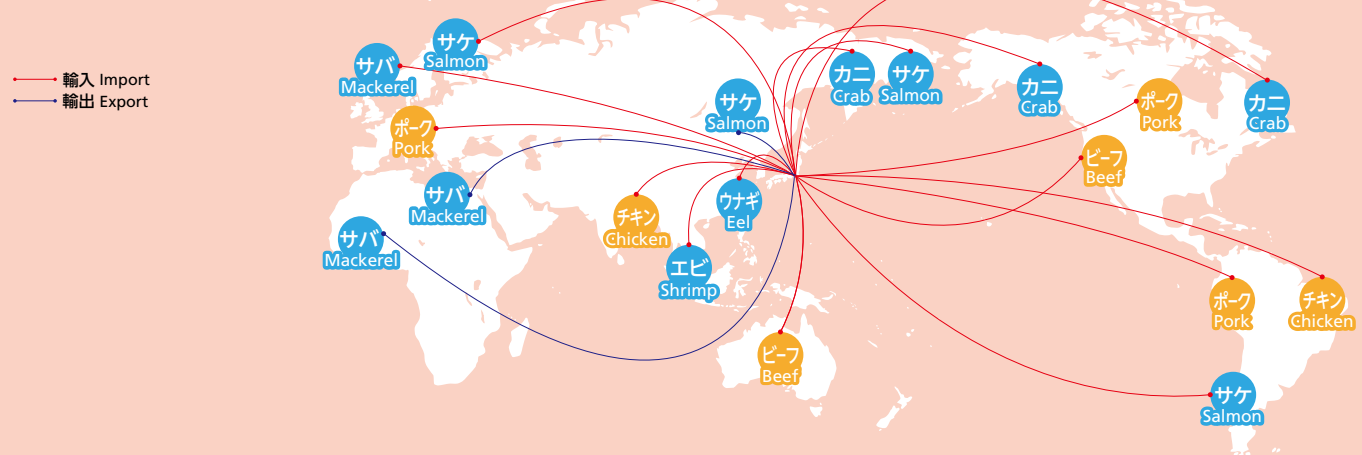 輸入 Import
輸出 Export
サケ
Salmon
サバ
Mackerel
ポーク
Pork
サバ
Mackerel
サバ
Mackerel
チキン
Chicken
エビ
Shrimp
ウナギ
Eel
サケ
Salmon
カニ
Crab
サケ
Salmon
カニ
Crab
ポーク
Pork
カニ
Crab
ビーフ
Beef
ビーフ
Beef
ポーク
Pork
チキン
Chicken
サケ
Salmon